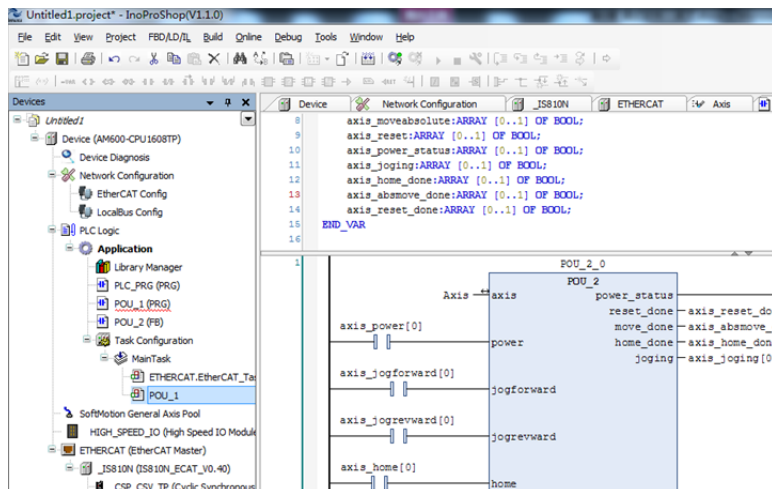 Untitled1.project* - InoProShop(V1.1.0)
File Edit View Project FBD/LD/IL Build Online Debug Tools Window Help
Devices
Untitled1
Device (AM600-CPU1608TP)
Device Diagnosis
Network Configuration
EtherCAT Config
LocalBus Config
PLC Logic
Application
Library Manager
PLC_PRG (PRG)
POU_1 (PRG)
POU_2 (FB)
Task Configuration
MainTask
ETHERCAT.EtherCAT_Tas
POU_1
SoftMotion General Axis Pool
HIGH_SPEED_IO (High Speed IO Module
ETHERCAT (EtherCAT Master)
_IS810N (IS810N_ECAT_V0.40)
CSP_CSV_TP (Cyclic Synchronous
Device Network Configuration _IS810N ETHERCAT Axis
8 axis_moveabsolute:ARRAY [0..1] OF BOOL;
9 axis_reset:ARRAY [0..1] OF BOOL;
10 axis_power_status:ARRAY [0..1] OF BOOL;
11 axis_joging:ARRAY [0..1] OF BOOL;
12 axis_home_done:ARRAY [0..1] OF BOOL;
13 axis_absmove_done:ARRAY [0..1] OF BOOL;
14 axis_reset_done:ARRAY [0..1] OF BOOL;
15 END_VAR
16
1 POU_2_0
POU_2
Axis axis power_status
reset_done axis_reset_do
axis_power[0] move_done axis_absmove_
power home_done axis_home_don
joging axis_joging[0
axis_jogforward[0]
jogforward
axis_jogrevward[0]
jogrevward
axis_home[0]
home